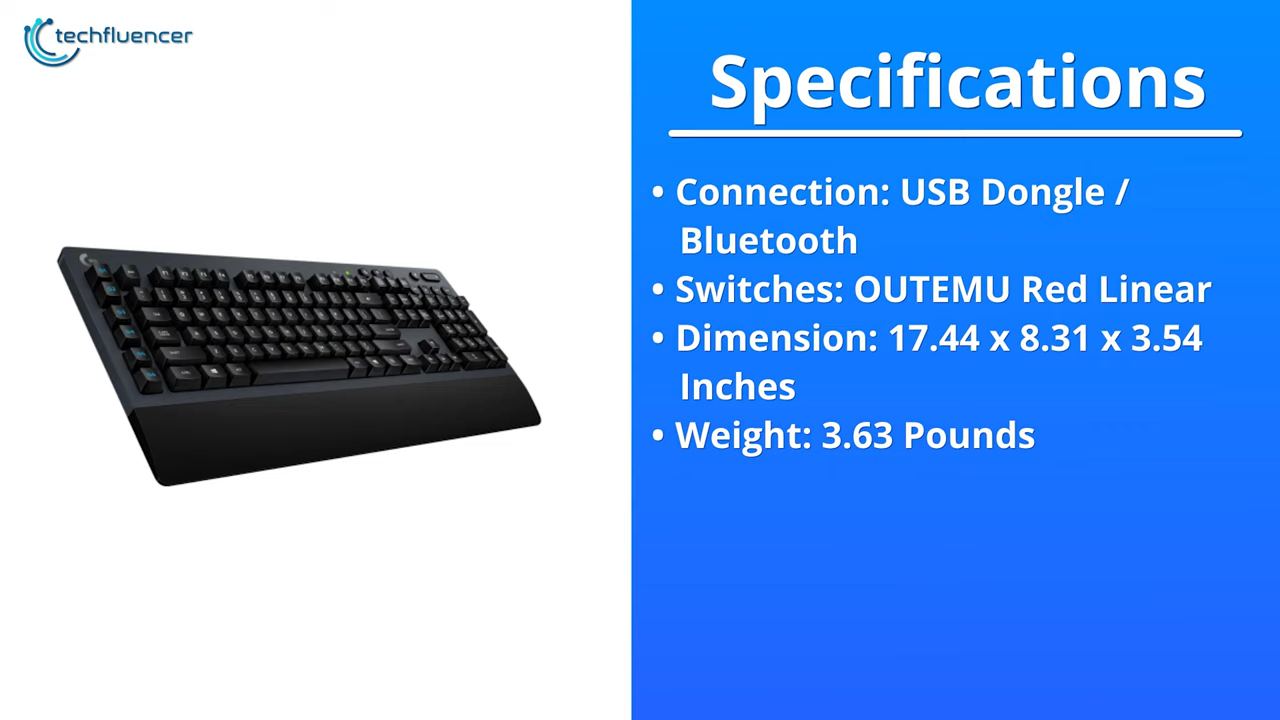 techfluencer
Specifications
• Connection: USB Dongle /
Bluetooth
• Switches: OUTEMU Red Linear
• Dimension: 17.44 x 8.31 x 3.54
Inches
• Weight: 3.63 Pounds